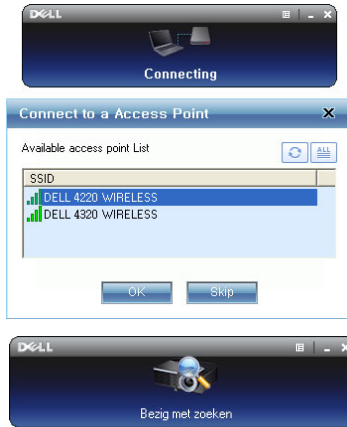 DELL
Connecting
Connect to a Access Point
Available access point List
ALL
SSID
DELL 4220 WIRELESS
DELL 4320 WIRELESS
OK Skip
DELL
Bezig met zoeken